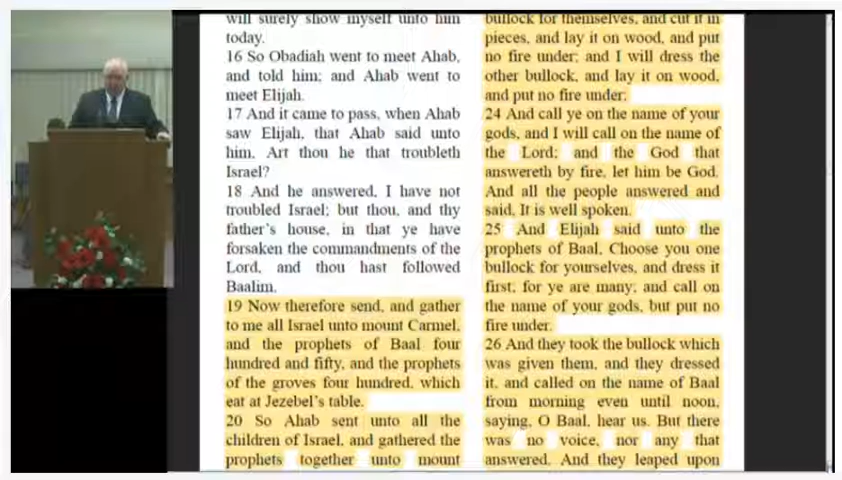 will surely show myself unto him
today.
16 So Obadiah went to meet Ahab,
and told him: and Ahab went to
meet Elijah.
17 And it came to pass, when Ahab
saw Elijah, that Ahab said unto
him, Art thou he that troubleth
Israel?
18 And he answered, I have not
troubled Israel; but thou, and thy
father's house, in that ye have
forsaken the commandments of the
Lord, and thou hast followed
Baalim.
19 Now therefore send, and gather
to me all Israel unto mount Carmel,
and the prophets of Baal four
hundred and fifty, and the prophets
of the groves four hundred, which
eat at Jezebel's table.
20 So Ahab sent unto all the
children of Israel, and gathered the
prophets together unto mount
bullock for themselves, and cut it in
pieces, and lay it on wood, and put
no fire under: and I will dress the
other bullock, and lay it on wood,
and put no fire under:
24 And call ye on the name of your
gods, and I will call on the name of
the Lord: and the God that
answereth by fire, let him be God.
And all the people answered and
said, It is well spoken.
25 And Elijah said unto the
prophets of Baal, Choose you one
bullock for yourselves, and dress it
first; for ye are many; and call on
the name of your gods, but put no
fire under.
26 And they took the bullock which
was given them, and they dressed
it, and called on the name of Baal
from morning even until noon,
saying, O Baal, hear us. But there
was no voice, nor any that
answered. And they leaped upon